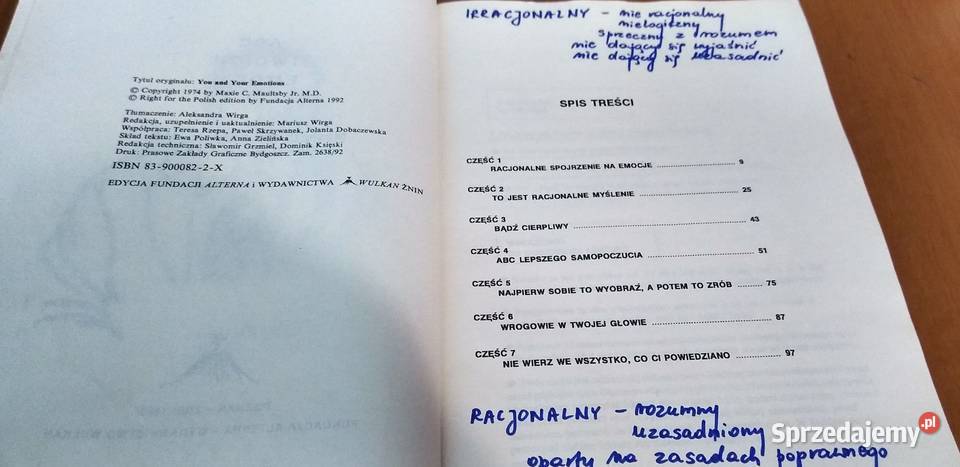 Tytuł oryginału: You and Your Emotions
© Copyright 1974 by Maxie C. Maultsby Jr. M.D.
© Right for the Polish edition by Fundacja Alterna 1992
Tłumaczenie: Aleksandra Wirga
Redakcja, uzupełnienie i uaktualnienie: Mariusz Wirga
Współpraca: Teresa Rzepa, Paweł Skrzywanek, Jolanta Dobaczewska
Skład tekstu: Ewa Poliwka, Anna Zielińska
Redakcja techniczna: Sławomir Grzmiel, Dominik Księski
Druk: Prasowe Zakłady Graficzne Bydgoszcz. Zam. 2638/92
ISBN 83-900082-2-X
EDYCJA FUNDACJI ALTERNA i WYDAWNICTWA WULKAN ŻNIN
IRRACJONALNY – nie racjonalny
nielogiczny
sprzeczny z rozumem
nie dający się wyjaśnić
nie dający się uzasadnić
SPIS TREŚCI
CZĘŚĆ 1
RACJONALNE SPOJRZENIE NA EMOCJE 9
CZĘŚĆ 2
TO JEST RACJONALNE MYŚLENIE 25
CZĘŚĆ 3
BĄDŹ CIERPLIWY 43
CZĘŚĆ 4
ABC LEPSZEGO SAMOPOCZUCIA 51
CZĘŚĆ 5
NAJPIERW SOBIE TO WYOBRAŹ, A POTEM TO ZRÓB 75
CZĘŚĆ 6
WROGOWIE W TWOJEJ GŁOWIE 87
CZĘŚĆ 7
NIE WIERZ WE WSZYSTKO, CO CI POWIEDZIANO 97
RACJONALNY – rozumny
uzasadniony
oparty na zasadach poprawnego
Sprzedajemy.pl